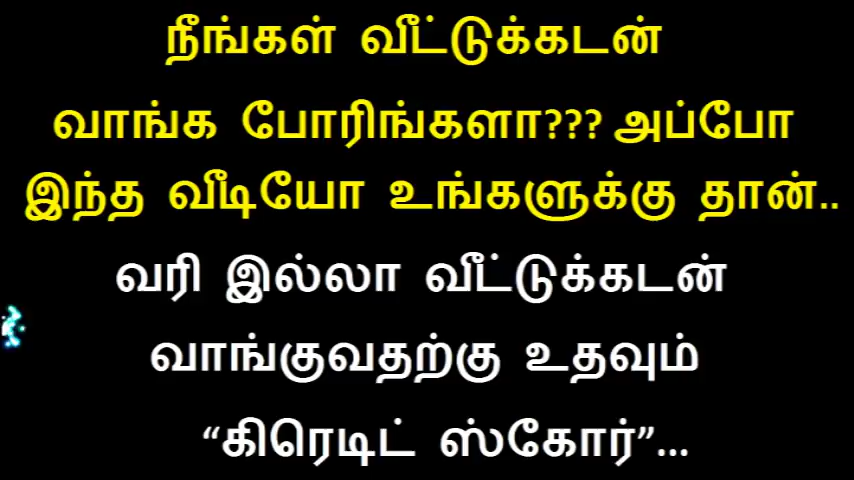 நீங்கள் வீட்டுக்கடன்
வாங்க போரிங்களா??? அப்போ
இந்த வீடியோ உங்களுக்கு தான்..
வரி இல்லா வீட்டுக்கடன்
வாங்குவதற்கு உதவும்
“கிரெடிட் ஸ்கோர்”...